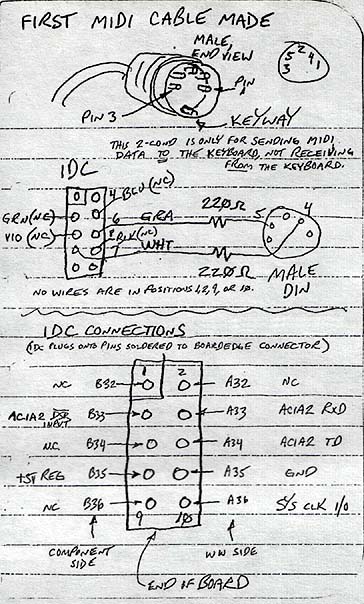 FIRST MIDI CABLE MADE
MALE, END VIEW
5 2 4 1
3
PIN
PIN 3
KEYWAY
THIS 2-COND IS ONLY FOR SENDING MIDI
DATA TO THE KEYBOARD, NOT RECEIVING
FROM THE KEYBOARD.
IDC
4 BLU (NC)
GRN (NC)
6 GRA
220Ω
5 4
VIO (NC)
8 BLK (NC)
7 WHT
220Ω
MALE
DIN
NO WIRES ARE IN POSITIONS 1, 2, 9, OR 10.
IDC CONNECTIONS
(IDC PLUGS ONTO PINS SOLDERED TO BOARDEDGE CONNECTOR)
1 2
NC B32 A32 NC
ACIA2 INPUT B33 A33 ACIA2 RXD
NC B34 A34 ACIA2 TD
+5V REG B35 A35 GND
NC B36 A36 S/S CLK I/O
9 10
COMPONENT SIDE
WW SIDE
END OF BOARD